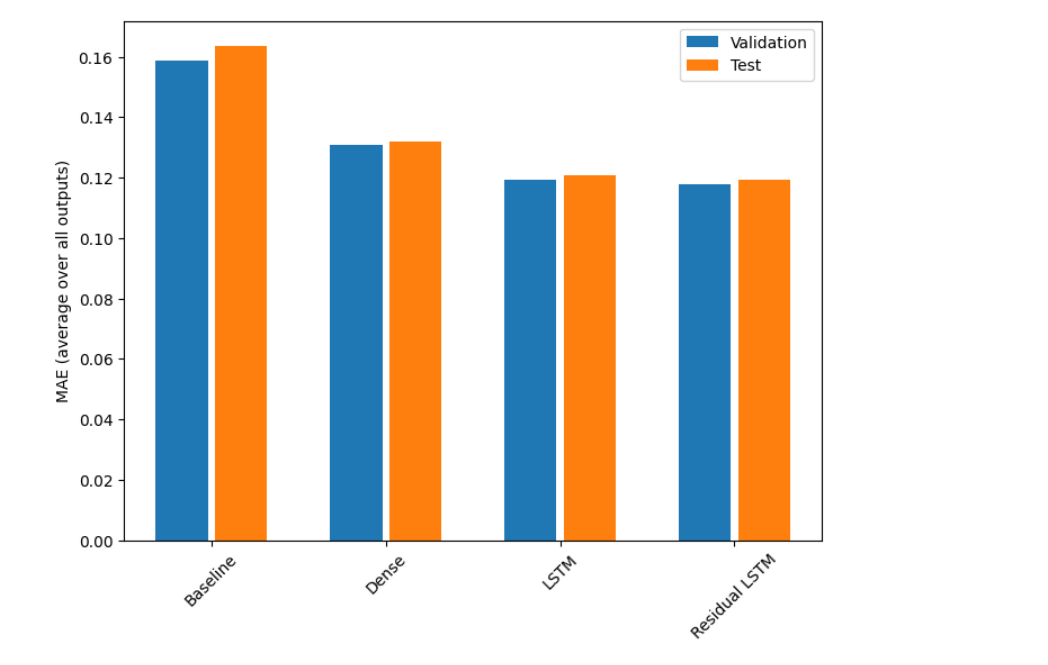 MAE (average over all outputs)
0.16
0.14
0.12
0.10
0.08
0.06
0.04
0.02
0.00
Validation
Test
Baseline
Dense
LSTM
Residual LSTM